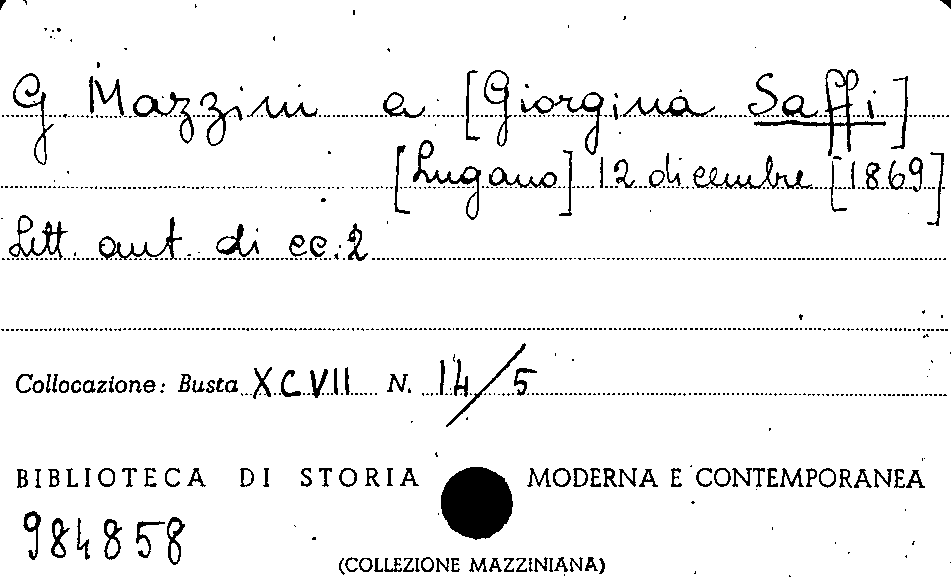 G. Mazzini a [Giorgina Saffi]
[Lugano] 12 dicembre [1869]
Lett. aut. di cc. 2
Collocazione: Busta XCVII N. 14/5
BIBLIOTECA DI STORIA MODERNA E CONTEMPORANEA
984858
(COLLEZIONE MAZZINIANA)